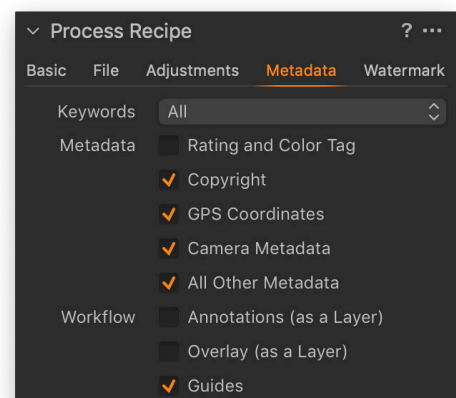 Process Recipe ? ···
Basic File Adjustments Metadata Watermark
Keywords All
Metadata Rating and Color Tag
Copyright
GPS Coordinates
Camera Metadata
All Other Metadata
Workflow Annotations (as a Layer)
Overlay (as a Layer)
Guides